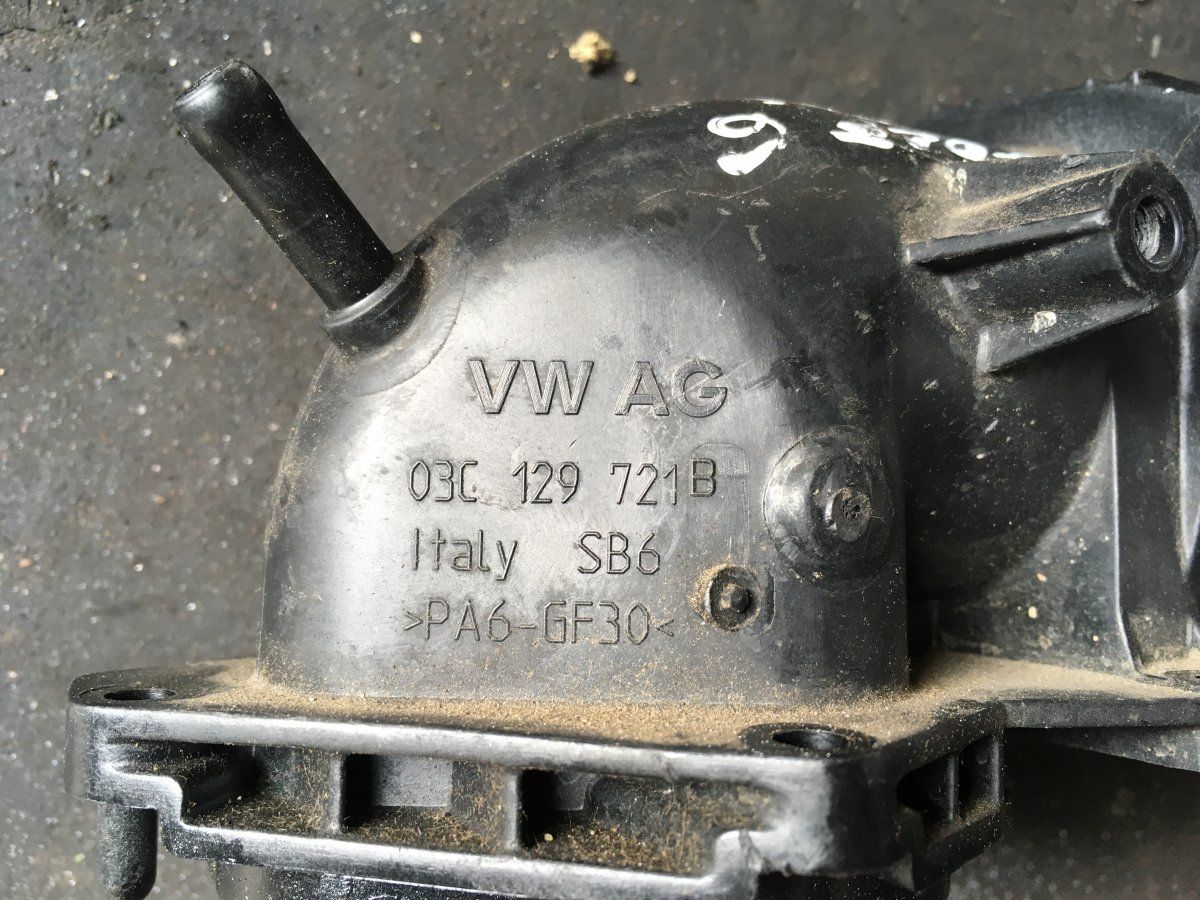 VW AG
03C 129 721 B
Italy SB6
>PA6-GF30<